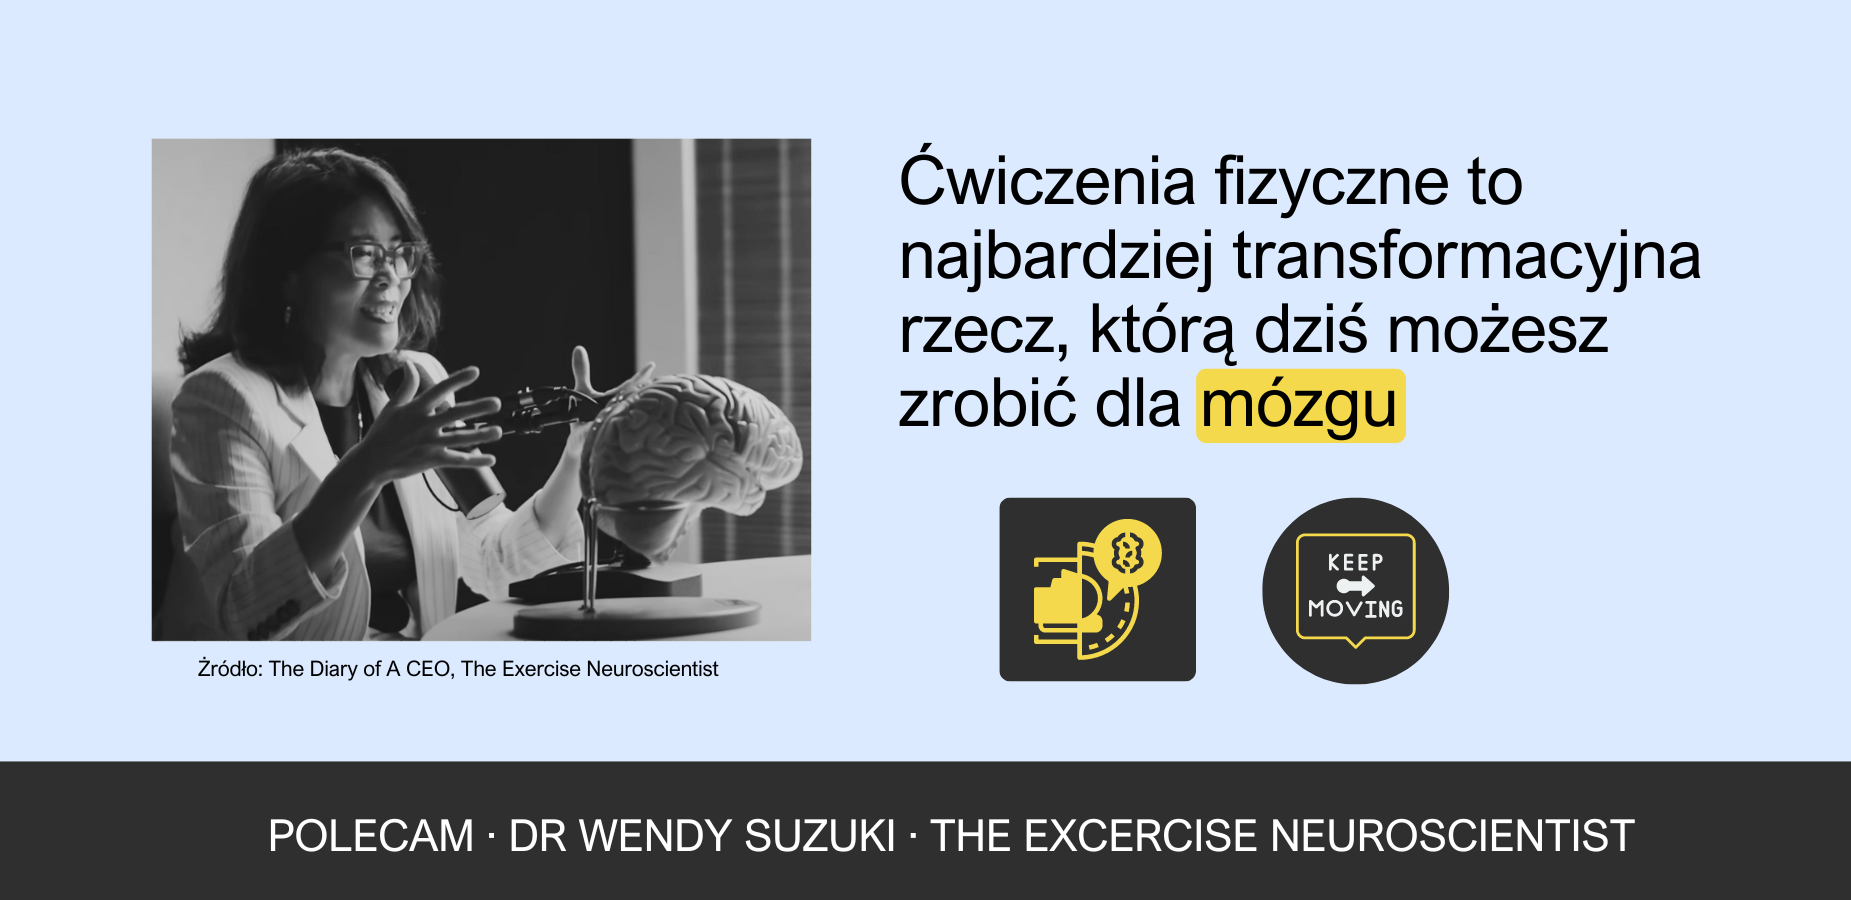 Ćwiczenia fizyczne to
najbardziej transformacyjna
rzecz, którą dziś możesz
zrobić dla mózgu
KEEP
MOVING
Źródło: The Diary of A CEO, The Exercise Neuroscientist
POLECAM · DR WENDY SUZUKI · THE EXCERCISE NEUROSCIENTIST